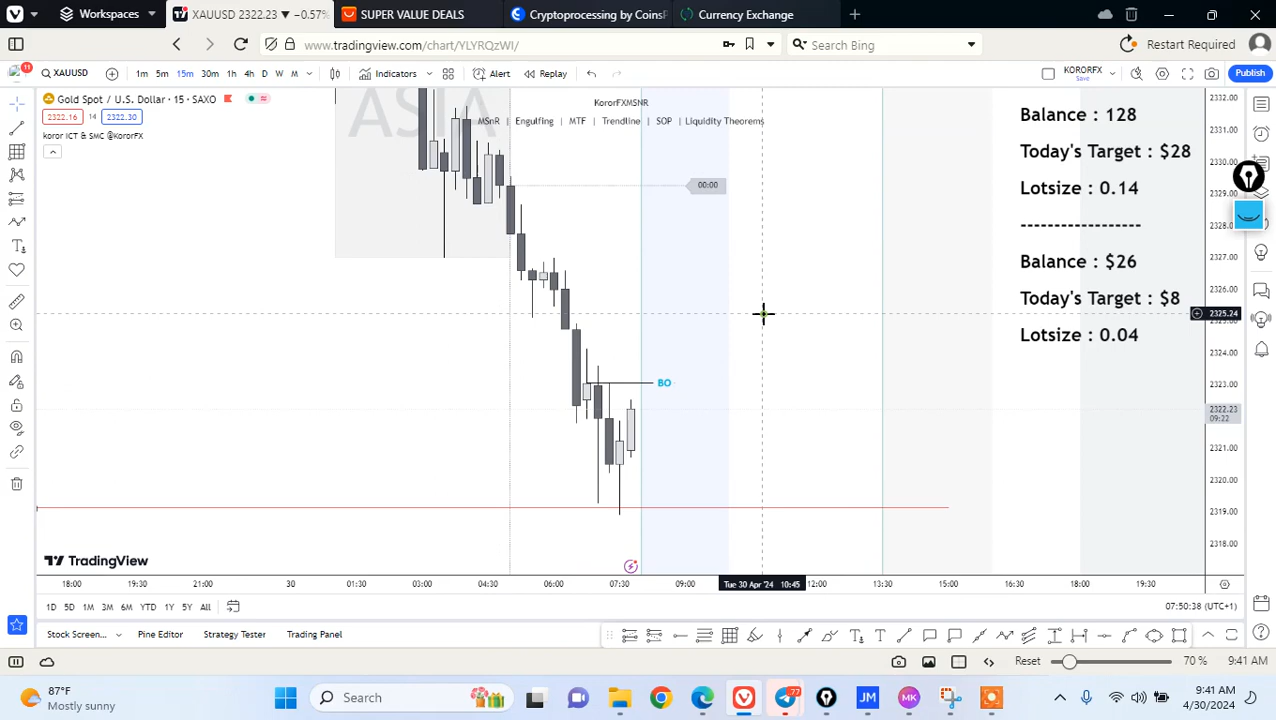 Workspaces
XAUUSD 2322.23 ▼ −0.57%
SUPER VALUE DEALS
Cryptoprocessing by CoinsP
Currency Exchange
www.tradingview.com/chart/YLYRQzWI/
Search Bing
Restart Required
11
XAUUSD
1m 5m 15m 30m 1h 4h D W M
Indicators
Alert
Replay
KORORFX
Save
Publish
Gold Spot / U.S. Dollar · 15 · SAXO
2322.16 14 2322.30
koror ICT & SMC @KororFX
ASIA
KororFXMSNR
MSnR | Engulfing | MTF | Trendline | SOP | Liquidity Theorems
00:00
BO
Balance : 128
Today's Target : $28
Lotsize : 0.14
------------------
Balance : $26
Today's Target : $8
Lotsize : 0.04
2332.00
2331.00
2330.00
2329.00
2328.00
2327.00
2326.00
2325.24
2324.00
2323.00
2322.23
09:22
2321.00
2320.00
2319.00
2318.00
TradingView
18:00 19:30 21:00 30 01:30 03:00 04:30 06:00 07:30 09:00 Tue 30 Apr '24 10:45 12:00 13:30 15:00 16:30 18:00 19:30
1D 5D 1M 3M 6M YTD 1Y 5Y All
07:50:38 (UTC+1)
Stock Screen...
Pine Editor
Strategy Tester
Trading Panel
Reset
70 %
9:41 AM
87°F
Mostly sunny
Search
77
JM
MK
9:41 AM
4/30/2024